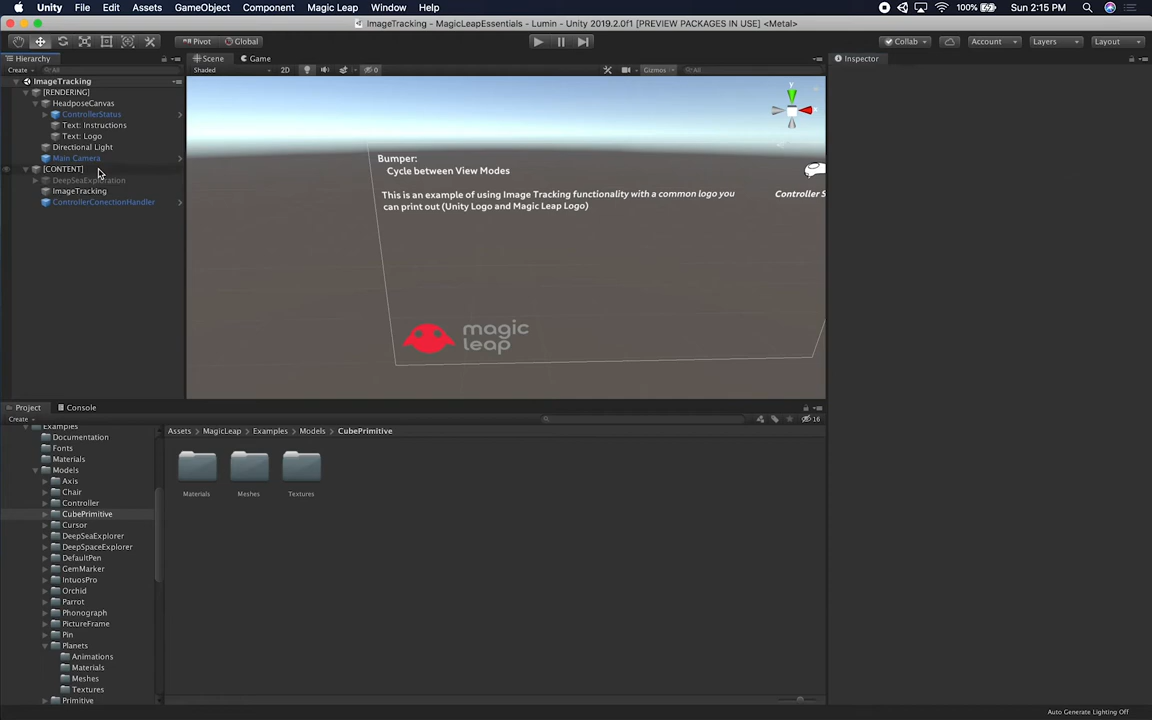 Unity File Edit Assets GameObject Component Magic Leap Window Help 100% Sun 2:15 PM
ImageTracking - MagicLeapEssentials - Lumin - Unity 2019.2.0f1 [PREVIEW PACKAGES IN USE] <Metal>
Pivot Global Collab Account Layers Layout
Hierarchy Scene Game Inspector
Create All Shaded 2D 0 Gizmos All
ImageTracking
[RENDERING]
HeadposeCanvas
ControllerStatus
Text: Instructions
Text: Logo
Directional Light
Main Camera
[CONTENT]
DeepSeaExploration
ImageTracking
ControllerConectionHandler
y
x
Bumper:
Cycle between View Modes
This is an example of using Image Tracking functionality with a common logo you
can print out (Unity Logo and Magic Leap Logo)
Controller S
magic
leap
Project Console
Create 16
Examples
Documentation
Fonts
Materials
Models
Axis
Chair
Controller
CubePrimitive
Cursor
DeepSeaExplorer
DeepSpaceExplorer
DefaultPen
GemMarker
IntuosPro
Orchid
Parrot
Phonograph
PictureFrame
Pin
Planets
Animations
Materials
Meshes
Textures
Primitive
Assets > MagicLeap > Examples > Models > CubePrimitive
Materials Meshes Textures
Auto Generate Lighting Off